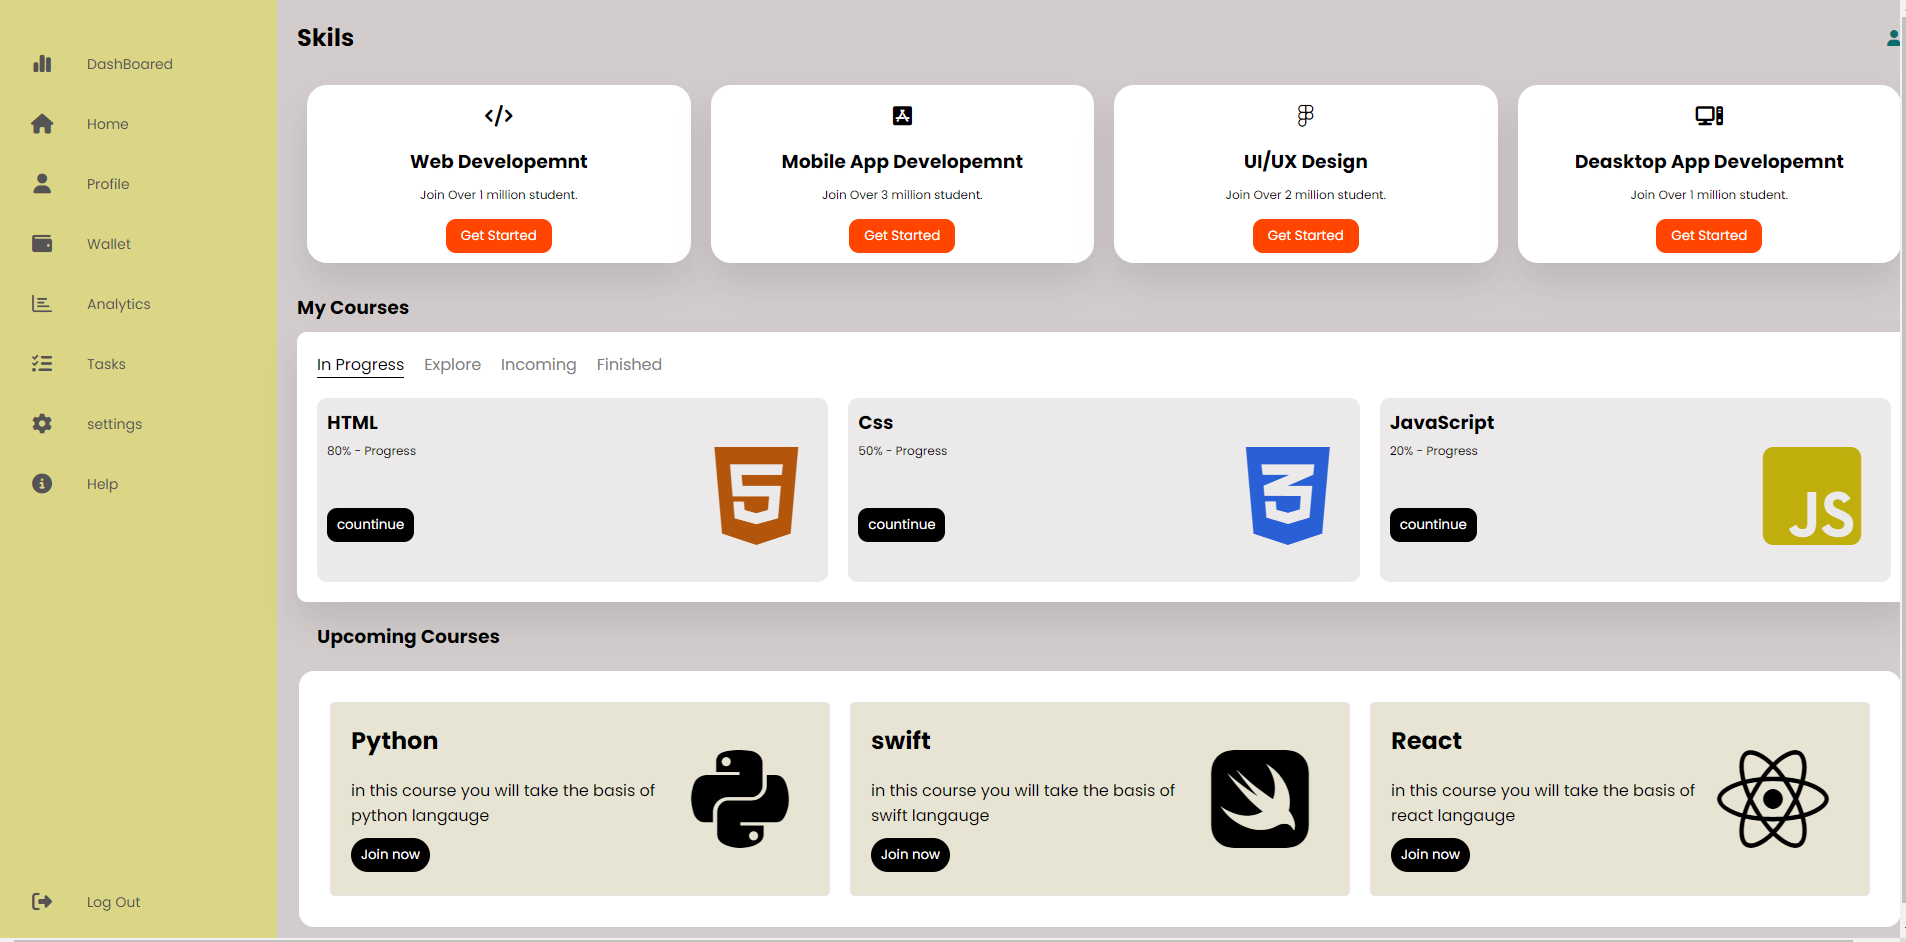 DashBoared
Home
Profile
Wallet
Analytics
Tasks
settings
Help
Log Out
Skils
Web Developemnt
Join Over 1 million student.
Get Started
Mobile App Developemnt
Join Over 3 million student.
Get Started
UI/UX Design
Join Over 2 million student.
Get Started
Deasktop App Developemnt
Join Over 1 million student.
Get Started
My Courses
In Progress Explore Incoming Finished
HTML
80% - Progress
countinue
Css
50% - Progress
countinue
JavaScript
20% - Progress
countinue
JS
Upcoming Courses
Python
in this course you will take the basis of
python langauge
Join now
swift
in this course you will take the basis of
swift langauge
Join now
React
in this course you will take the basis of
react langauge
Join now